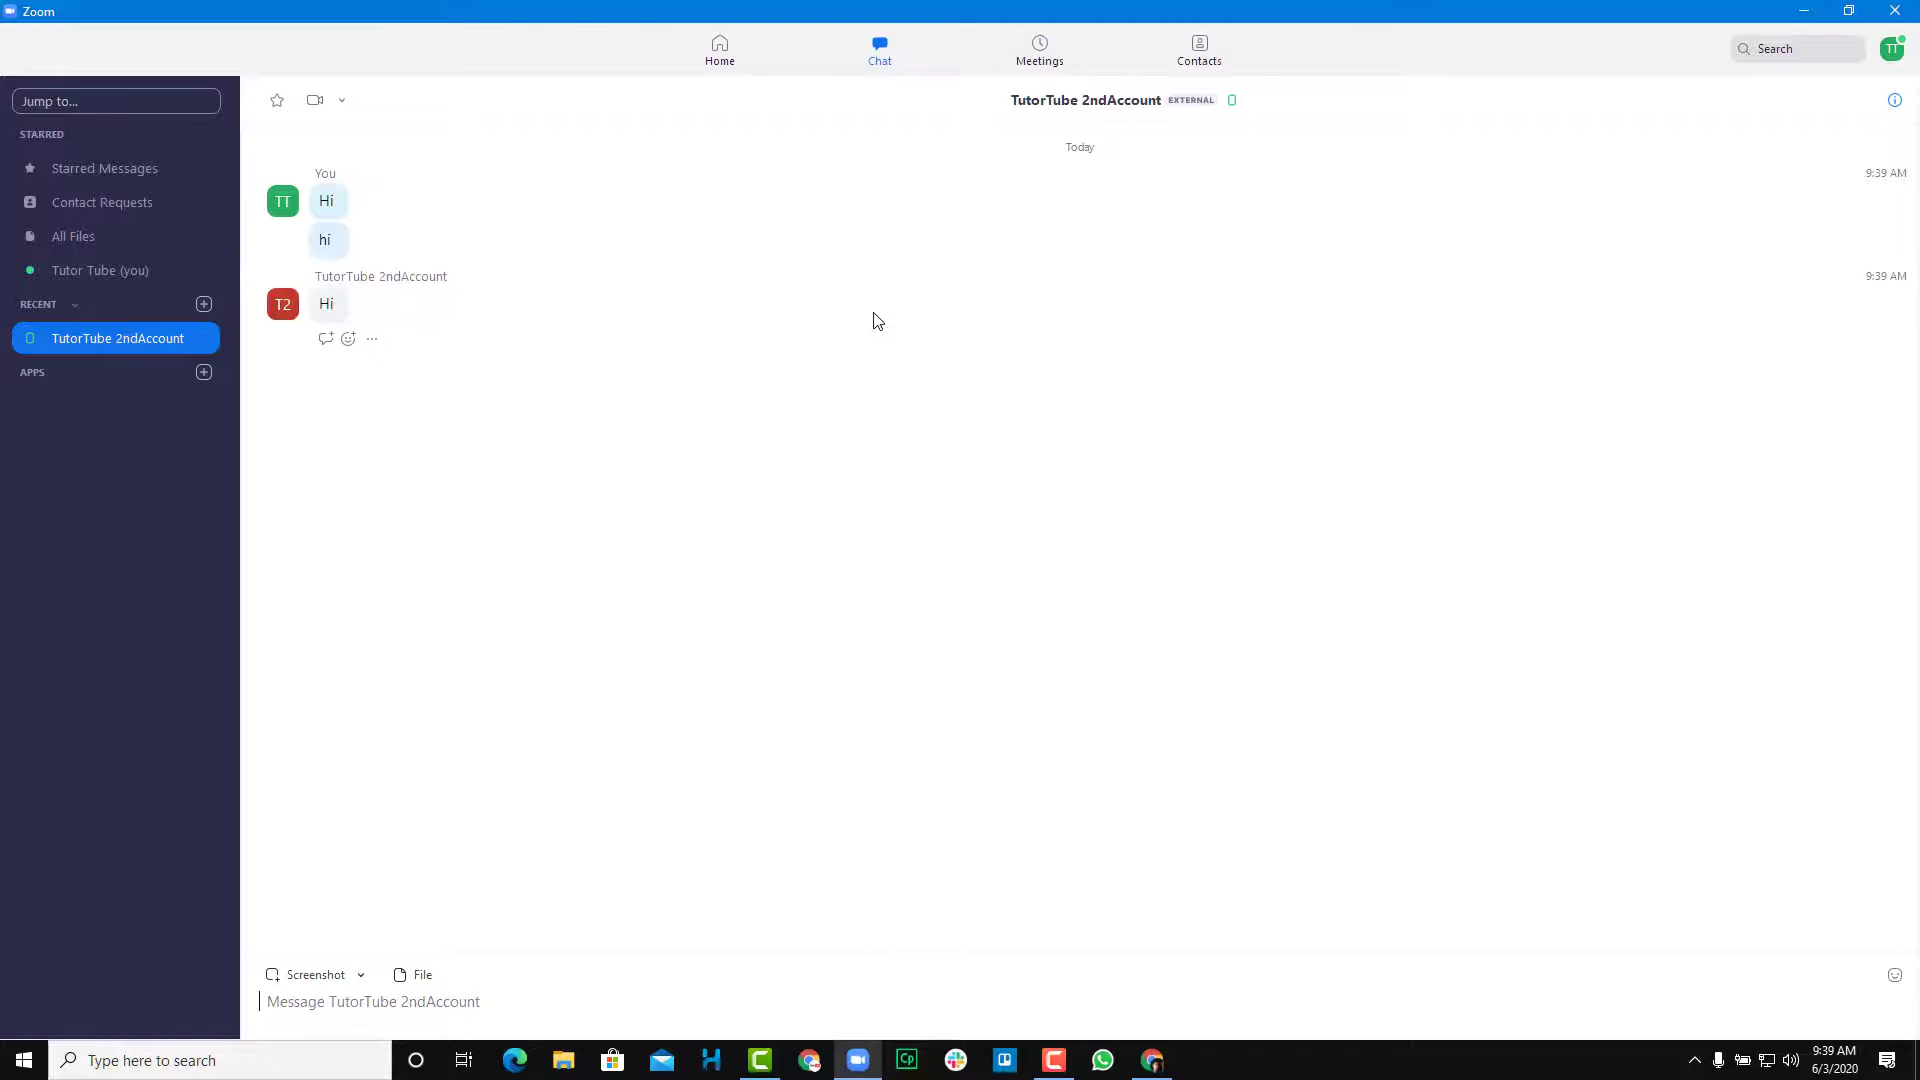 Zoom
Home
Chat
Meetings
Contacts
Search
TT
Jump to...
TutorTube 2ndAccount EXTERNAL
STARRED
Today
Starred Messages
Contact Requests
All Files
Tutor Tube (you)
RECENT
TutorTube 2ndAccount
APPS
You
9:39 AM
TT
Hi
hi
TutorTube 2ndAccount
9:39 AM
T2
Hi
Screenshot
File
Message TutorTube 2ndAccount
Type here to search
Cp
9:39 AM
6/3/2020